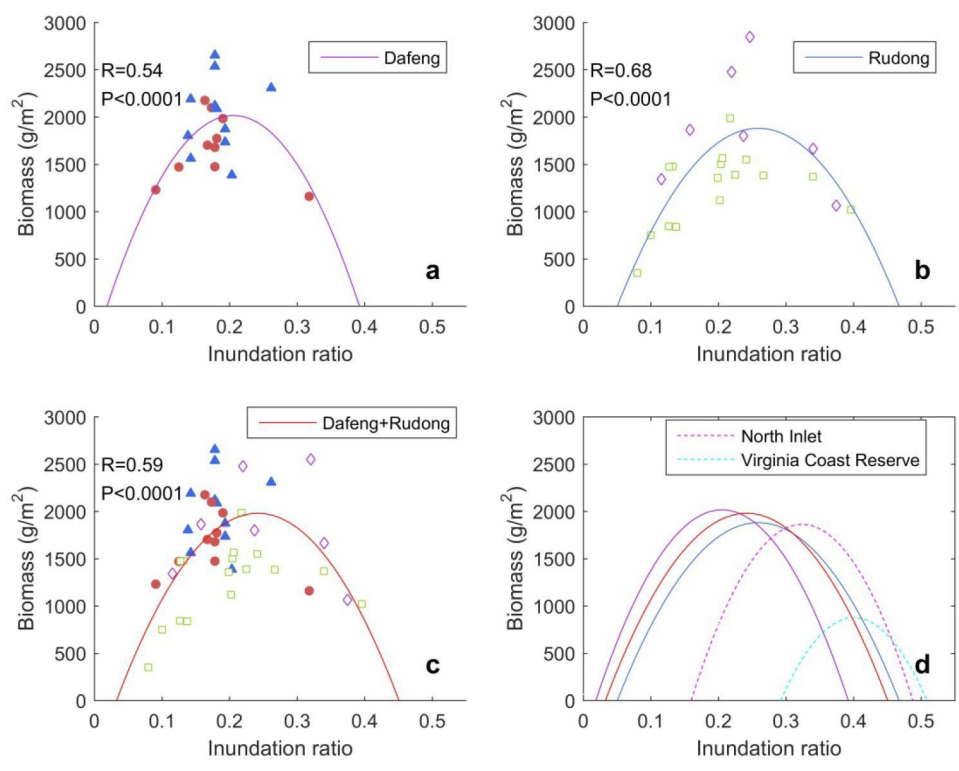 3000
2500
2000
1500
1000
500
0
Biomass (g/m²)
R=0.54
P<0.0001
Dafeng
a
0 0.1 0.2 0.3 0.4 0.5
Inundation ratio
3000
2500
2000
1500
1000
500
0
Biomass (g/m²)
R=0.68
P<0.0001
Rudong
b
0 0.1 0.2 0.3 0.4 0.5
Inundation ratio
3000
2500
2000
1500
1000
500
0
Biomass (g/m²)
R=0.59
P<0.0001
Dafeng+Rudong
c
0 0.1 0.2 0.3 0.4 0.5
Inundation ratio
3000
2500
2000
1500
1000
500
0
Biomass (g/m²)
North Inlet
Virginia Coast Reserve
d
0 0.1 0.2 0.3 0.4 0.5
Inundation ratio